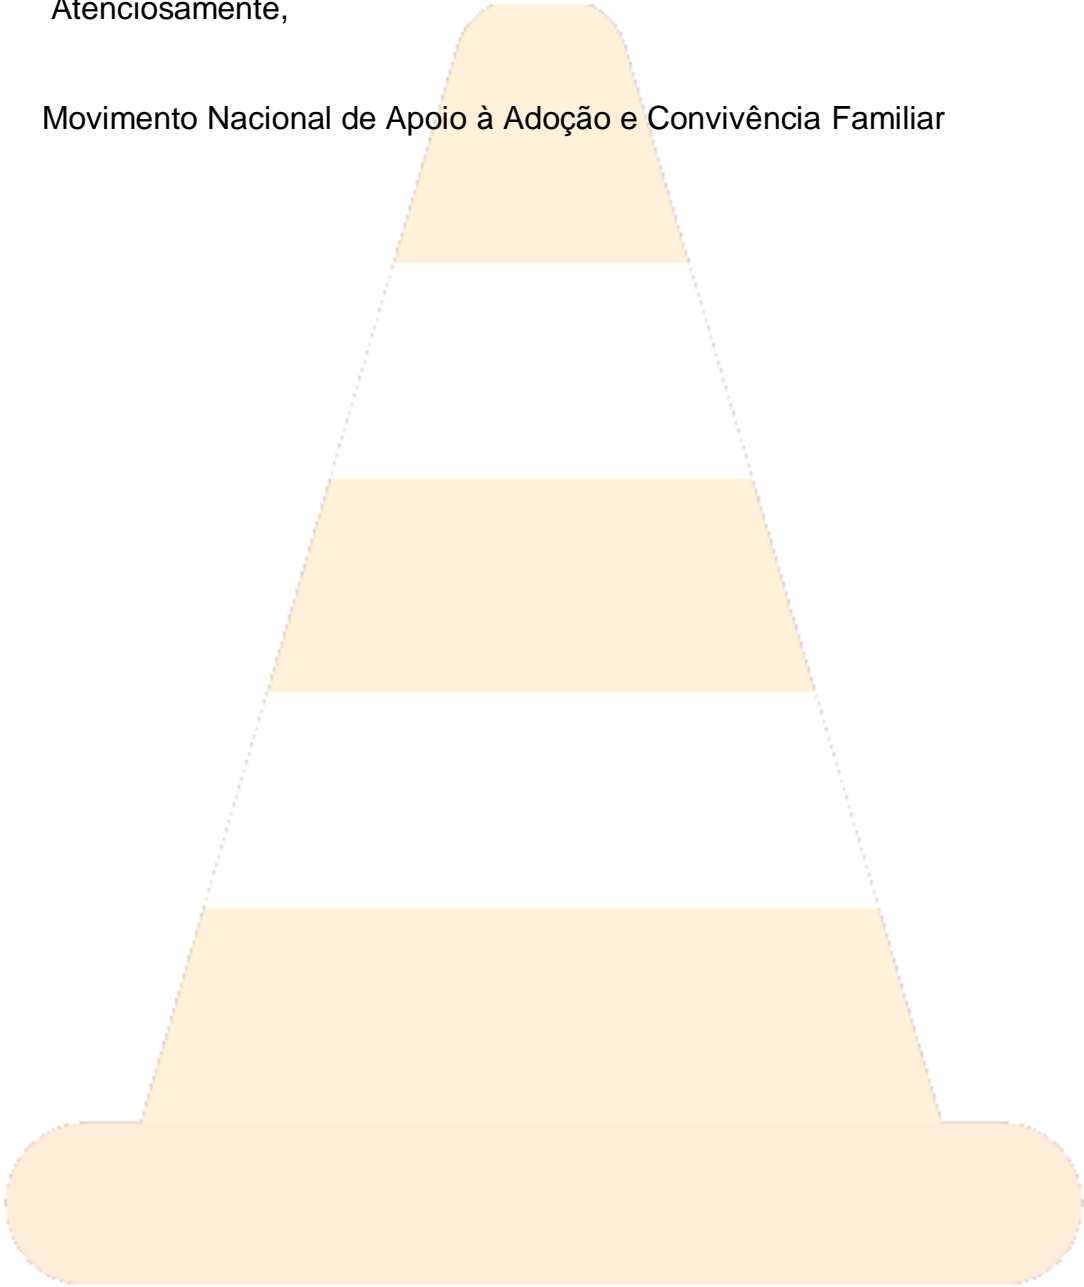 Atenciosamente,
Movimento Nacional de Apoio à Adoção e Convivência Familiar